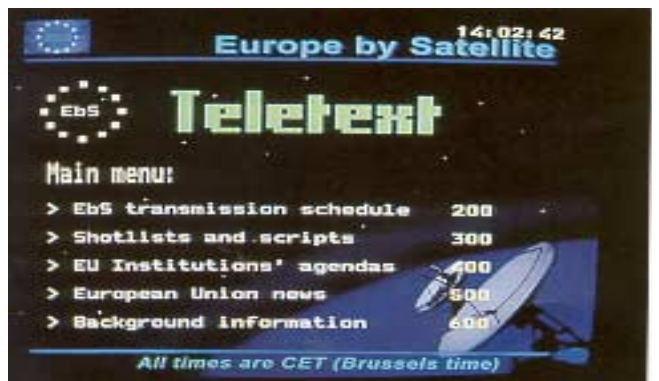 14:02:42
Europe by Satellite
EbS
Teletext
Main menu:
> EbS transmission schedule 200
> Shotlists and scripts 300
> EU Institutions' agendas 400
> European Union news 500
> Background information 600
All times are CET (Brussels time)